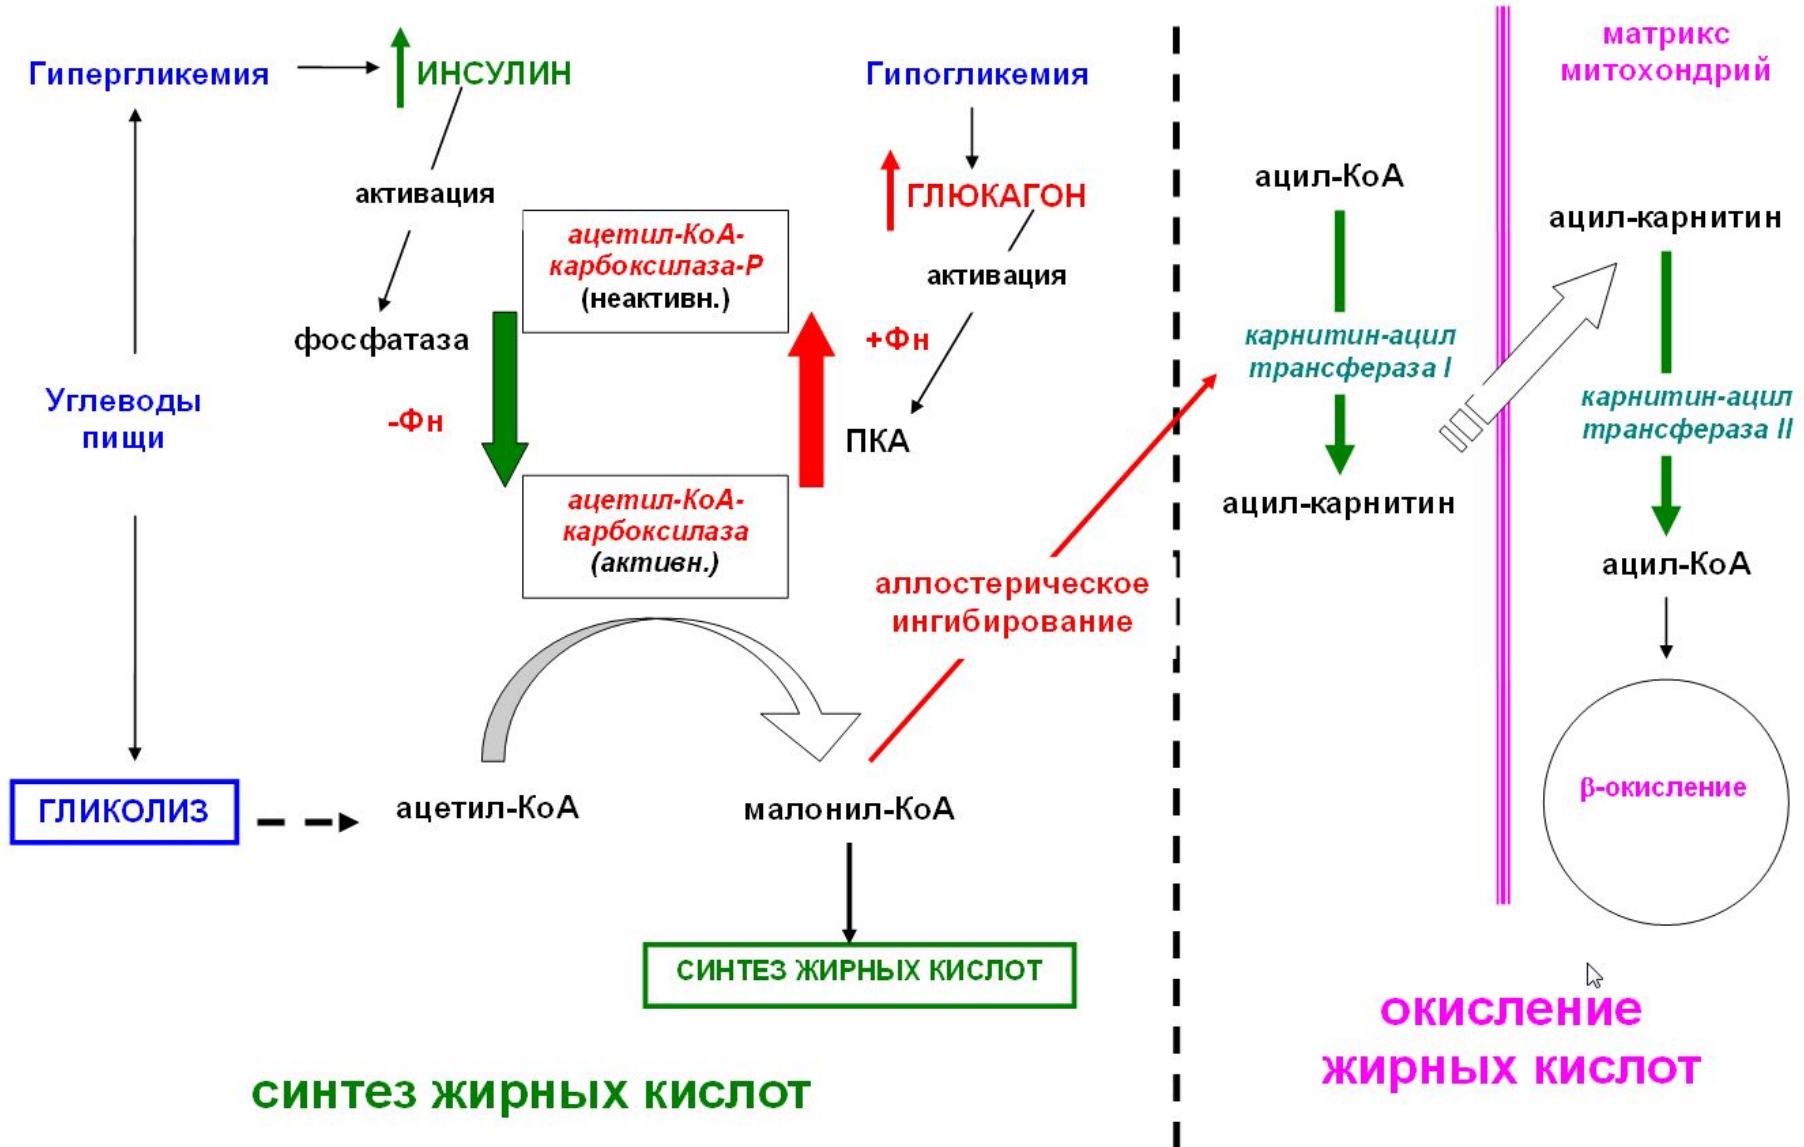 Гипергликемия
ИНСУЛИН
активация
фосфатаза
-Фн
Углеводы
пищи
ГЛИКОЛИЗ
ацетил-КоА-
карбоксилаза-Р
(неактивн.)
ацетил-КоА-
карбоксилаза
(активн.)
Гипогликемия
ГЛЮКАГОН
активация
+Фн
ПКА
аллостерическое
ингибирование
ацетил-КоА
малонил-КоА
СИНТЕЗ ЖИРНЫХ КИСЛОТ
синтез жирных кислот
матрикс
митохондрий
ацил-КоА
карнитин-ацил
трансфераза I
ацил-карнитин
ацил-карнитин
карнитин-ацил
трансфераза II
ацил-КоА
β-окисление
окисление
жирных кислот